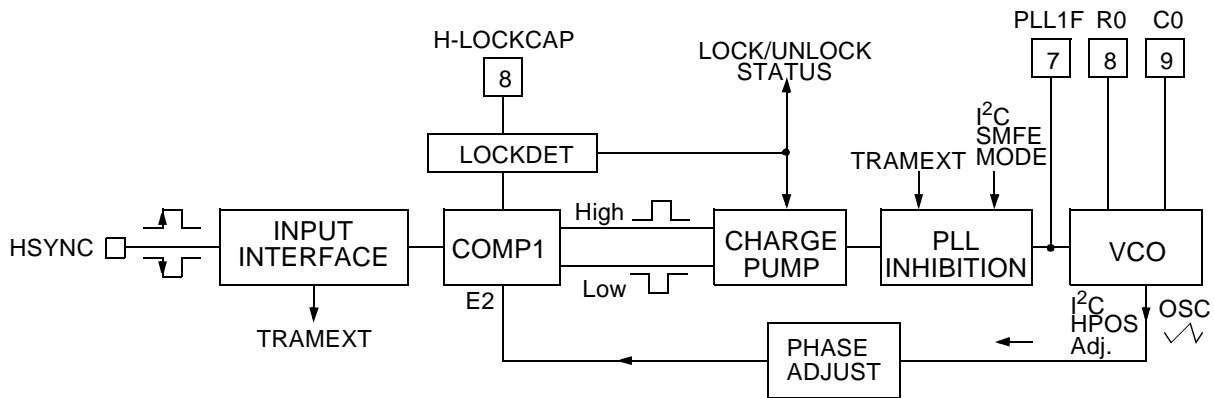 PLL1F R0 C0
H-LOCKCAP
LOCK/UNLOCK
STATUS
8
7
8
9
I²C
SMFE
MODE
LOCKDET
TRAMEXT
High
INPUT
INTERFACE
COMP1
CHARGE
PUMP
PLL
INHIBITION
VCO
HSYNC
Low
E2
TRAMEXT
I²C
HPOS
Adj.
OSC
PHASE
ADJUST